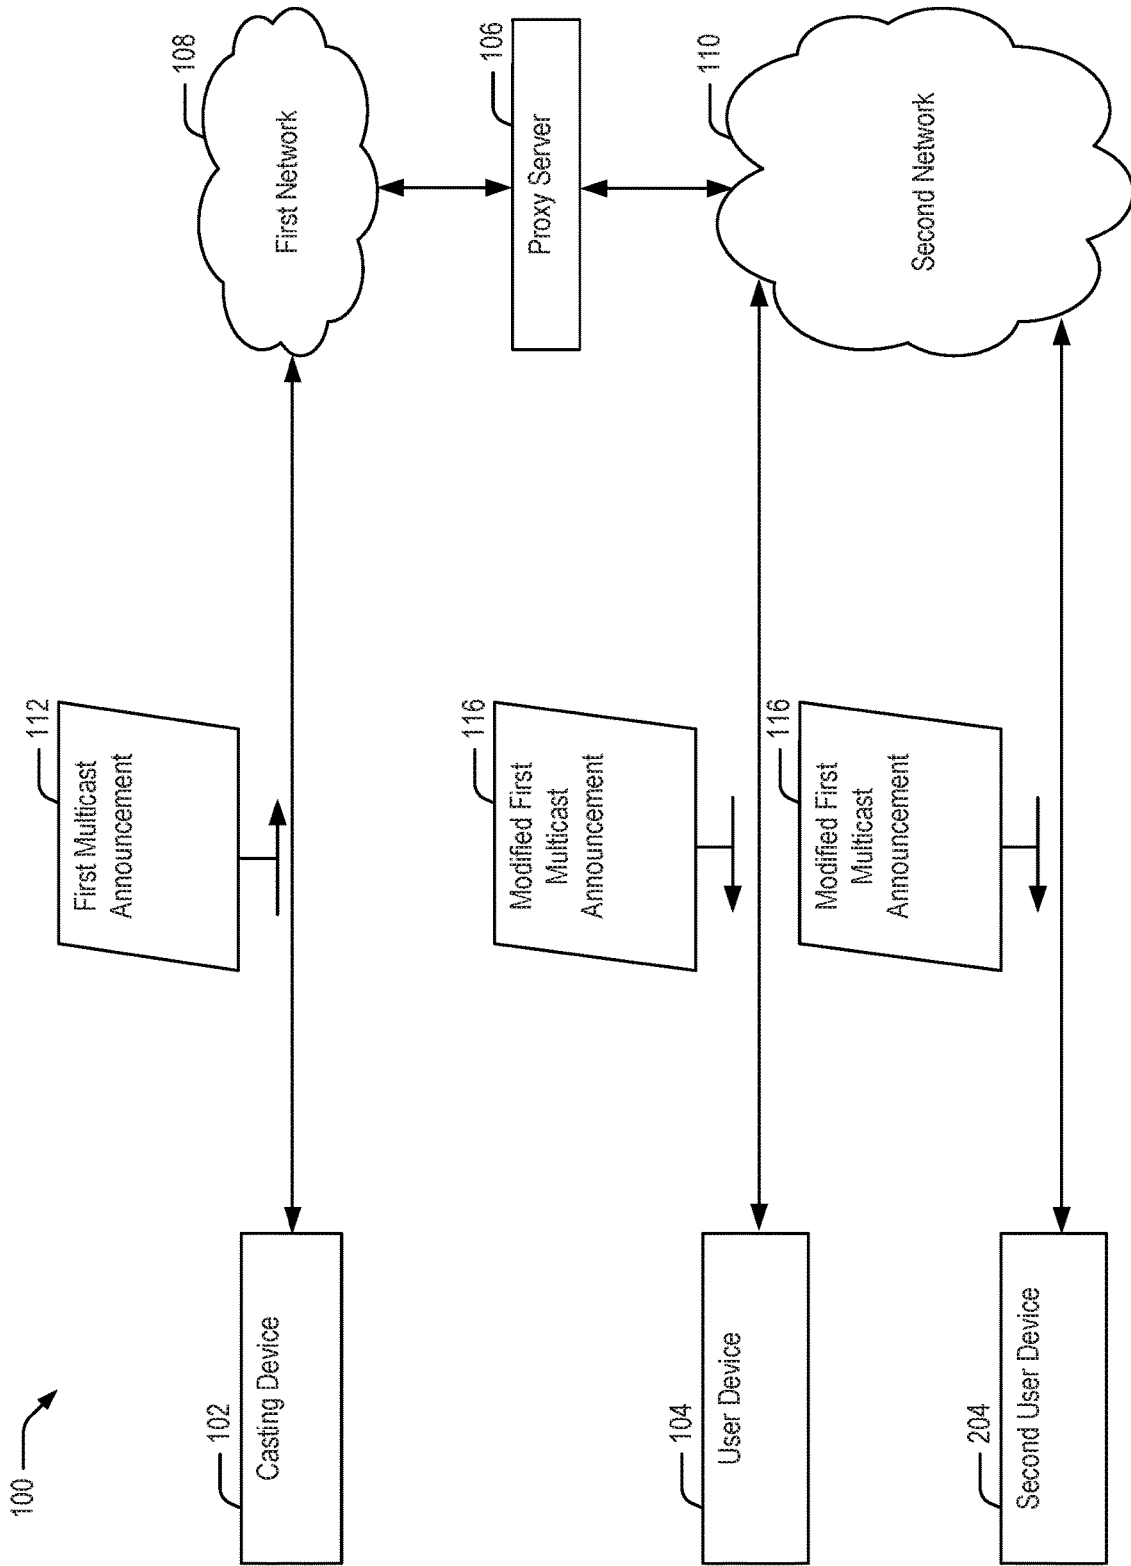 100
102
Casting Device
112
First Multicast
Announcement
108
First Network
106
Proxy Server
104
User Device
116
Modified First
Multicast
Announcement
110
Second Network
204
Second User Device
116
Modified First
Multicast
Announcement